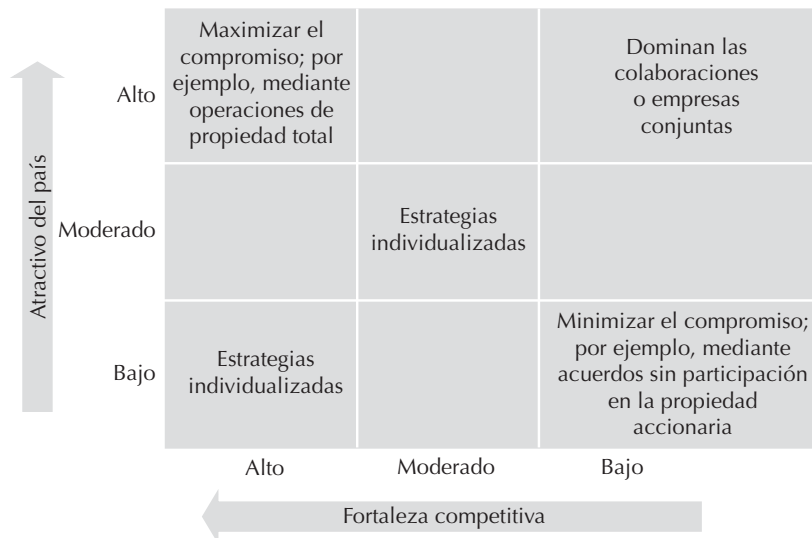 Maximizar el
compromiso; por
ejemplo, mediante
operaciones de
propiedad total
Dominan las
colaboraciones
o empresas
conjuntas
Alto
Atractivo del país
Moderado
Estrategias
individualizadas
Bajo
Estrategias
individualizadas
Minimizar el compromiso;
por ejemplo, mediante
acuerdos sin participación
en la propiedad
accionaria
Alto
Moderado
Bajo
Fortaleza competitiva